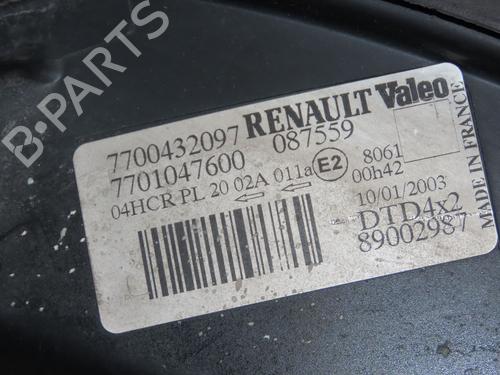 B-PARTS
RENAULT Valeo
7700432097 087559
7701047600 E2 8061
04HCR PL 20 02A 011a 00h42
10/01/2003
DTD4x2
89002987
MADE IN FRANCE